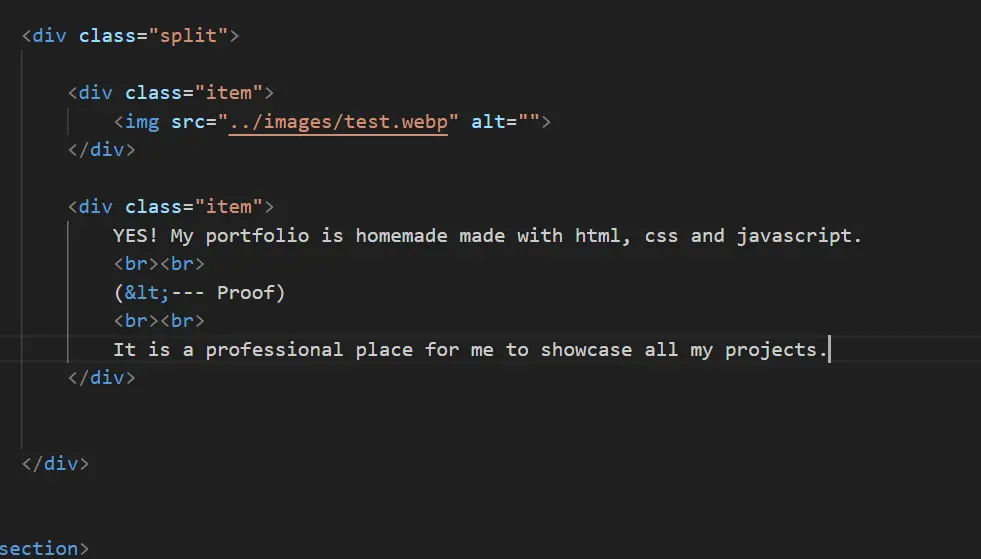 <div class="split">
<div class="item">
<img src="../images/test.webp" alt="">
</div>
<div class="item">
YES! My portfolio is homemade made with html, css and javascript.
<br><br>
(&lt;--- Proof)
<br><br>
It is a professional place for me to showcase all my projects.
</div>
</div>
section>